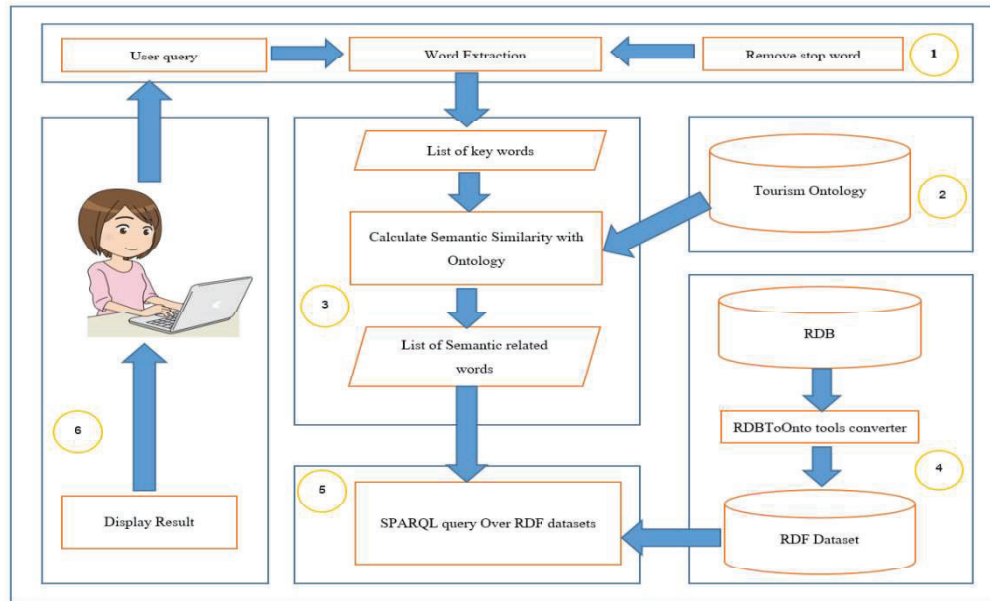 User query
Word Extraction
Remove stop word
1
List of key words
Tourism Ontology
2
Calculate Semantic Similarity with
Ontology
3
List of Semantic related
words
RDB
RDBToOnto tools converter
4
RDF Dataset
5
SPARQL query Over RDF datasets
6
Display Result